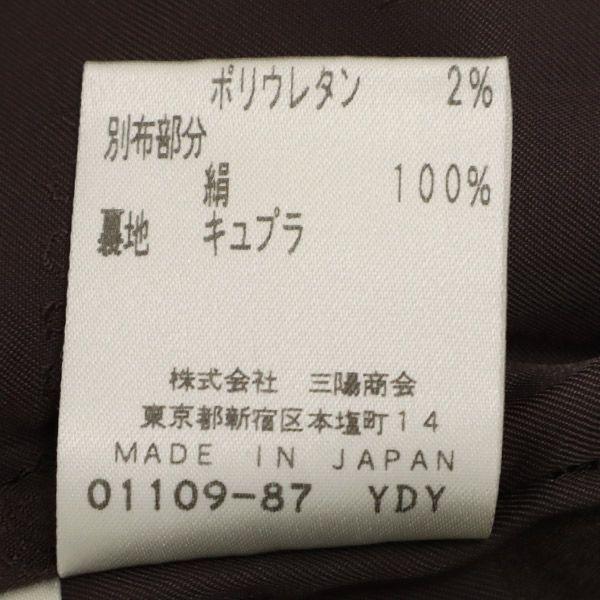 ポリウレタン 2%
別布部分
絹 100%
裏地 キュプラ
株式会社 三陽商会
東京都新宿区本塩町14
MADE IN JAPAN
01109-87 YDY